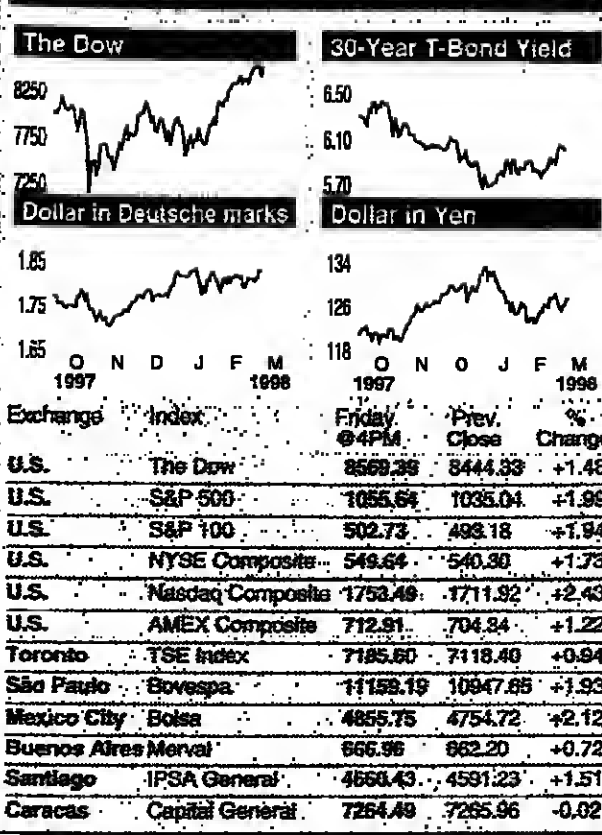 The Dow
30-Year T-Bond Yield
8250
7750
7250
6.50
6.10
5.70
Dollar in Deutsche marks
Dollar in Yen
1.85
1.75
1.65
134
126
118
O N D J F M
1997 1998
O N O J F M
1997 1998
Exchange Index Friday @4PM Prev. Close % Change
U.S. The Dow 8569.39 8444.33 +1.48
U.S. S&P 500 1055.64 1035.04 +1.99
U.S. S&P 100 502.73 493.18 +1.94
U.S. NYSE Composite 549.64 540.30 +1.73
U.S. Nasdaq Composite 1753.49 1711.92 +2.43
U.S. AMEX Composite 712.91 704.34 +1.22
Toronto TSE Index 7185.60 7118.40 +0.94
São Paulo Bovespa 11159.19 10947.65 +1.93
Mexico City Bolsa 4855.75 4754.72 +2.12
Buenos Aires Merval 666.96 662.20 +0.72
Santiago IPSA General 4660.43 4591.23 +1.51
Caracas Capital General 7264.49 7265.96 -0.02